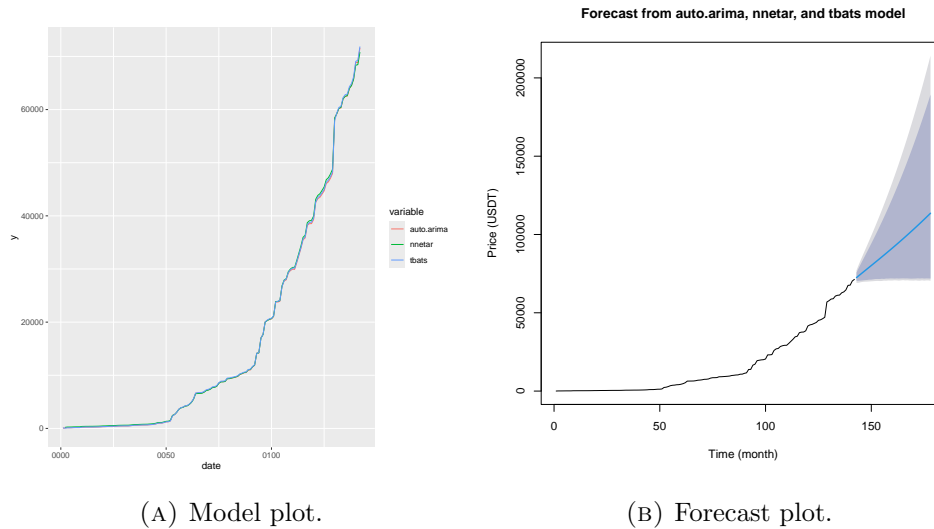 60000
40000
20000
0
y
0000
0050
0100
date
variable
auto.arima
nnetar
tbats
(A) Model plot.
Forecast from auto.arima, nnetar, and tbats model
200000
150000
100000
50000
0
Price (USDT)
0
50
100
150
Time (month)
(B) Forecast plot.